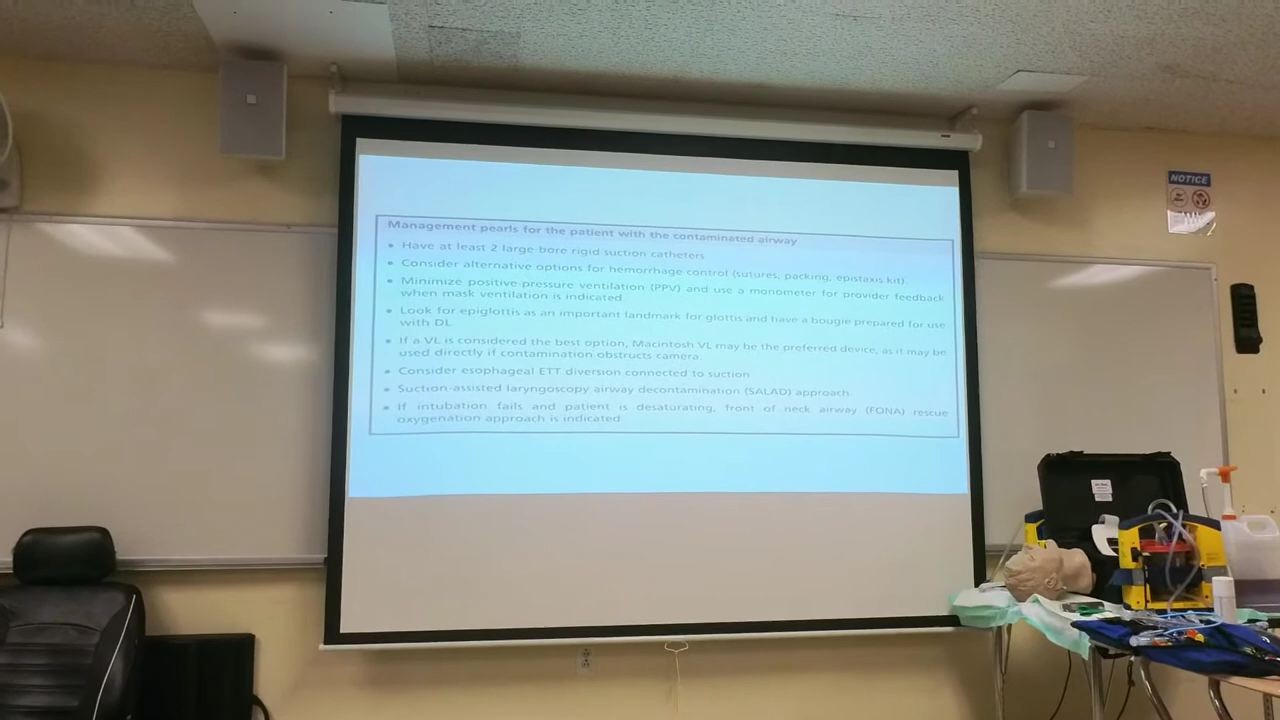 NOTICE
Management pearls for the patient with the contaminated airway
• Have at least 2 large-bore rigid suction catheters
• Consider alternative options for hemorrhage control (sutures, packing, epistaxis kit).
• Minimize positive-pressure ventilation (PPV) and use a monometer for provider feedback
when mask ventilation is indicated
• Look for epiglottis as an important landmark for glottis and have a bougie prepared for use
with DL
• If a VL is considered the best option, Macintosh VL may be the preferred device, as it may be
used directly if contamination obstructs camera.
• Consider esophageal ETT diversion connected to suction
• Suction-assisted laryngoscopy airway decontamination (SALAD) approach.
• If intubation fails and patient is desaturating, front of neck airway (FONA) rescue
oxygenation approach is indicated